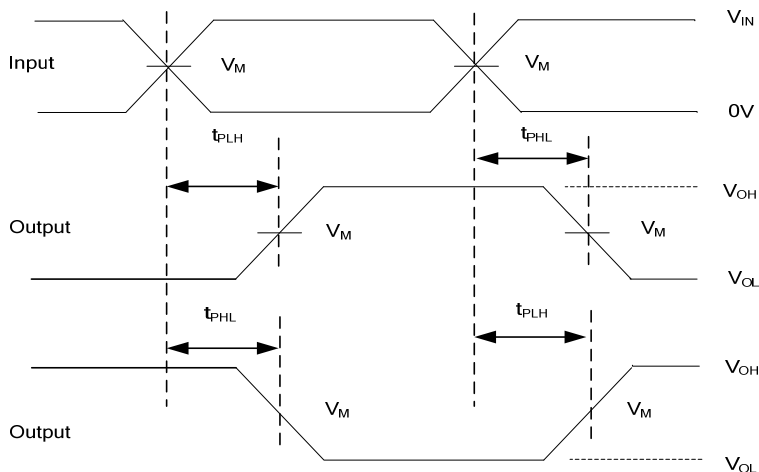 V_IN
Input
V_M
V_M
0V
t_PLH
t_PHL
V_OH
Output
V_M
V_M
V_OL
t_PHL
t_PLH
V_OH
V_M
V_M
Output
V_OL